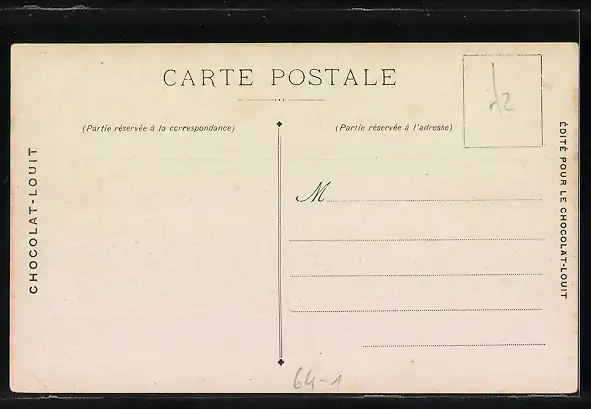 CARTE POSTALE
(Partie réservée à la correspondance)
(Partie réservée à l'adresse)
M
CHOCOLAT-LOUIT
ÉDITÉ POUR LE CHOCOLAT-LOUIT
64-1